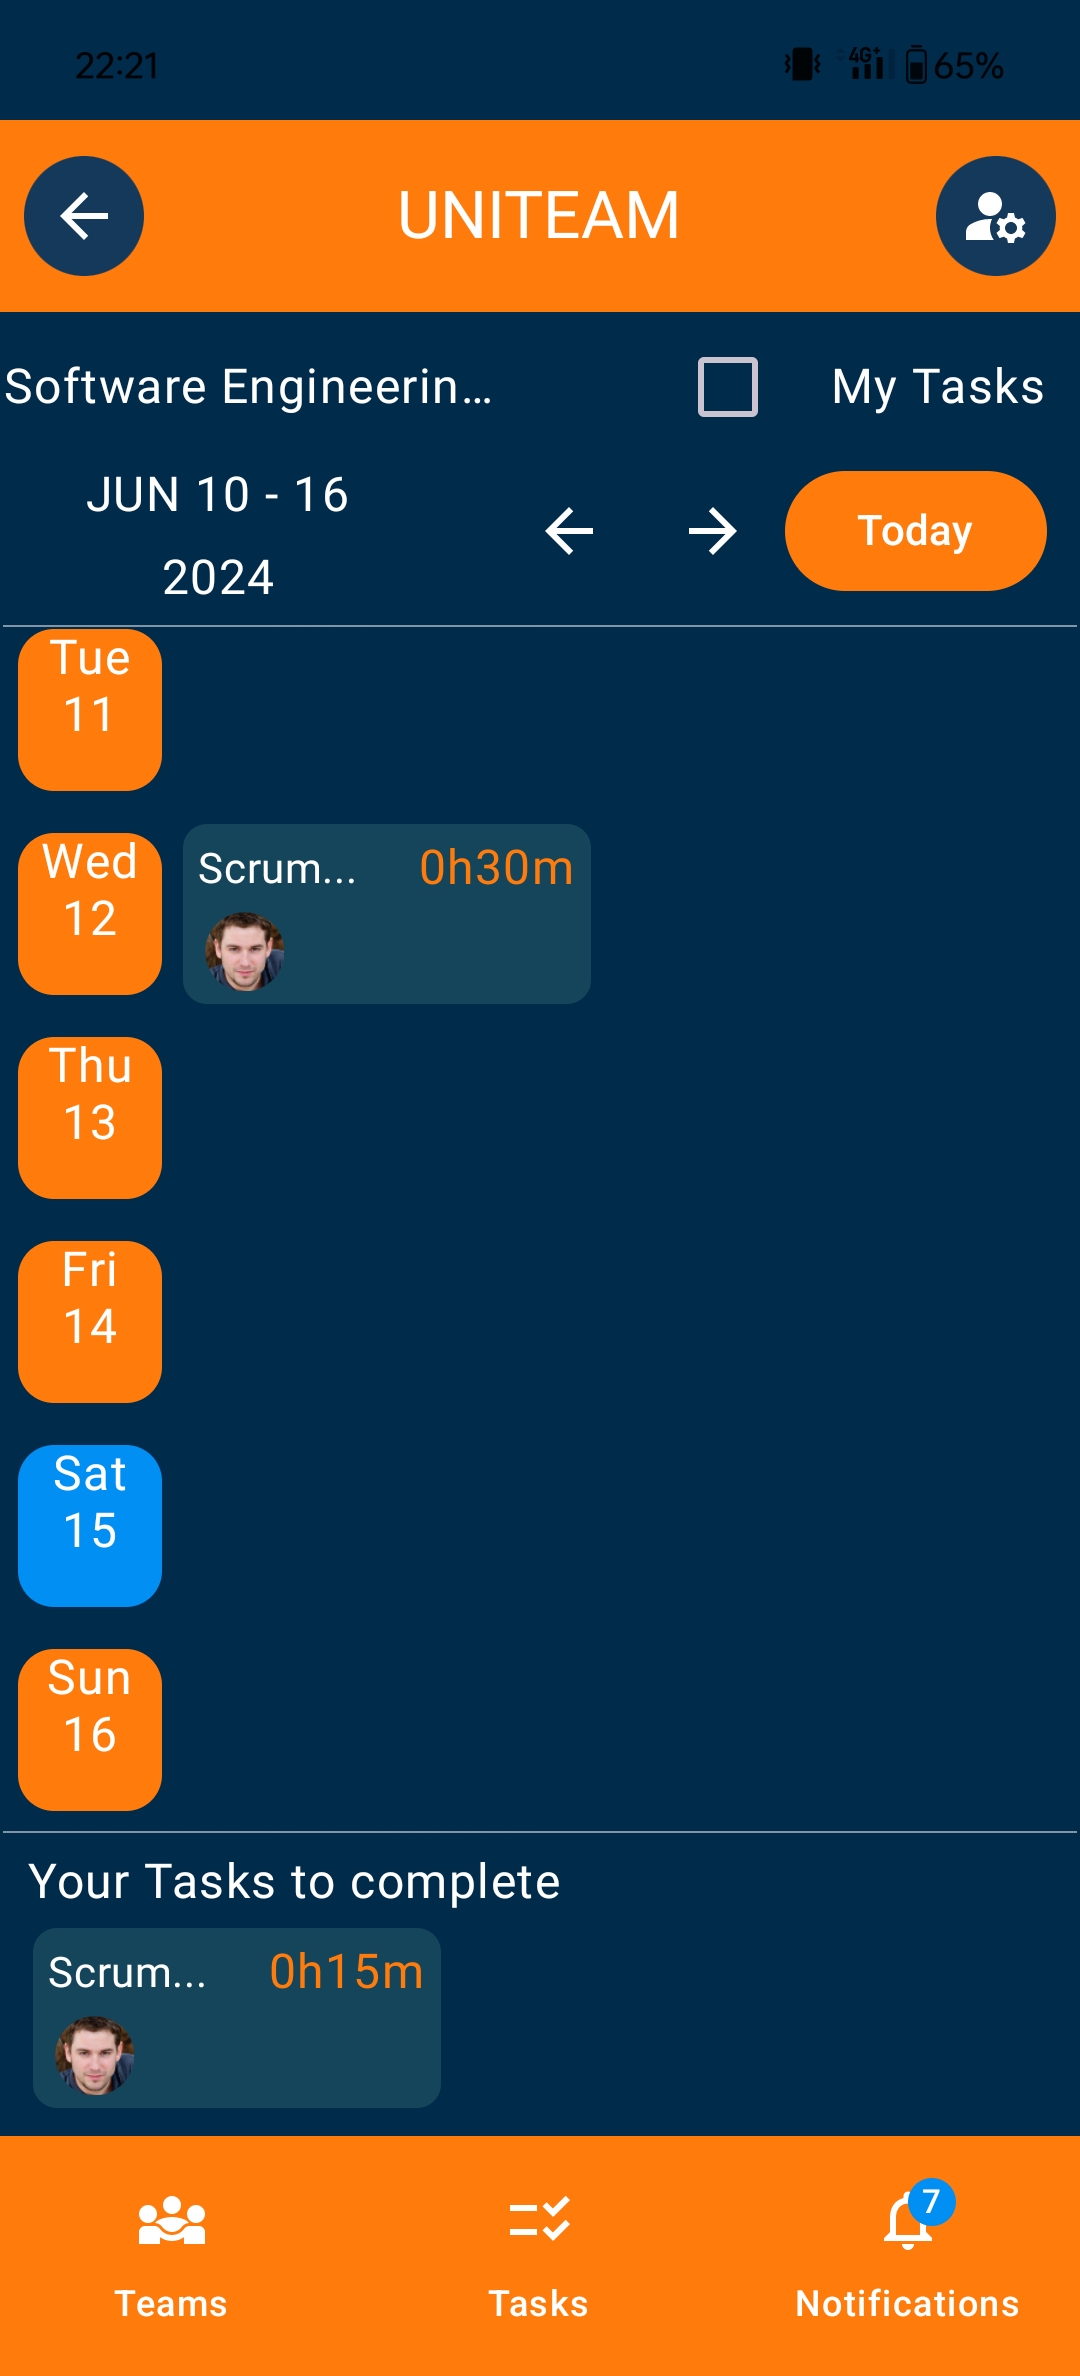 22:21
4G+ 65%
UNITEAM
Software Engineerin...
My Tasks
JUN 10 - 16
2024
Today
Tue
11
Wed
12
Scrum... 0h30m
Thu
13
Fri
14
Sat
15
Sun
16
Your Tasks to complete
Scrum... 0h15m
7
Teams
Tasks
Notifications